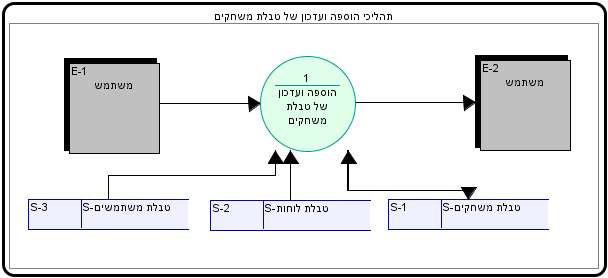 תהליכי הוספה ועדכון של טבלת משחקים
E-1
משתמש
1
הוספה ועדכון
של טבלת
משחקים
E-2
משתמש
S-3
S-טבלת משתמשים
S-2
S-טבלת לוחות
S-1
S-טבלת משחקים